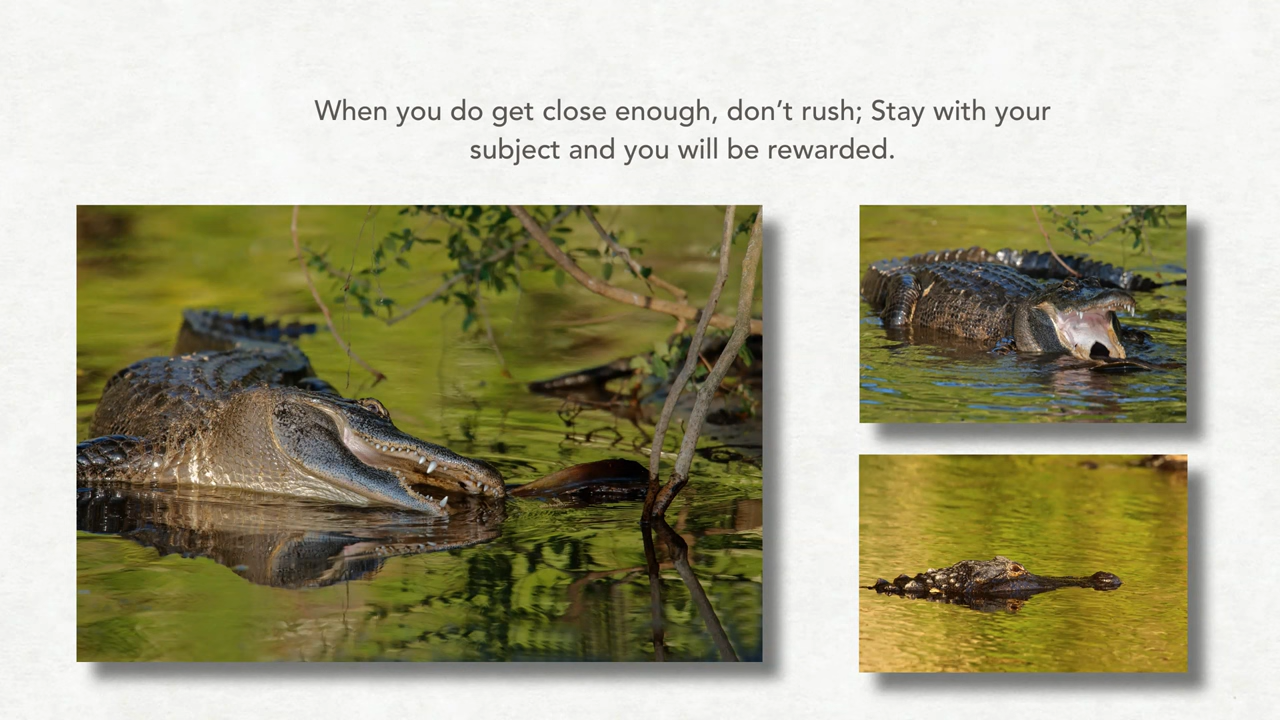 When you do get close enough, don't rush; Stay with your
subject and you will be rewarded.